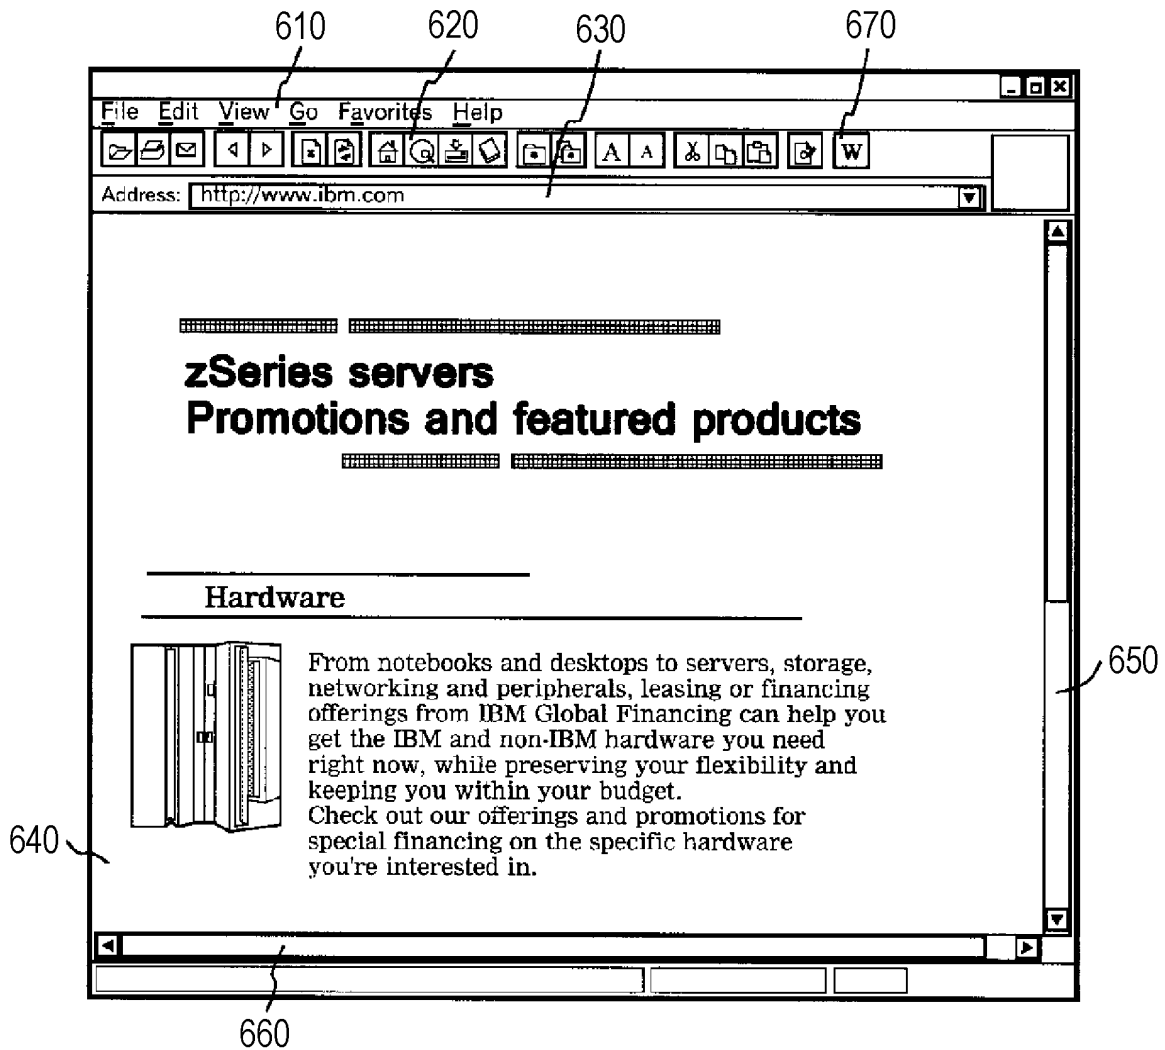 610 620 630 670
File Edit View Go Favorites Help
A A W
Address: http://www.ibm.com
zSeries servers
Promotions and featured products
Hardware
From notebooks and desktops to servers, storage,
networking and peripherals, leasing or financing
offerings from IBM Global Financing can help you
get the IBM and non-IBM hardware you need
right now, while preserving your flexibility and
keeping you within your budget.
Check out our offerings and promotions for
special financing on the specific hardware
you're interested in.
650
640
660